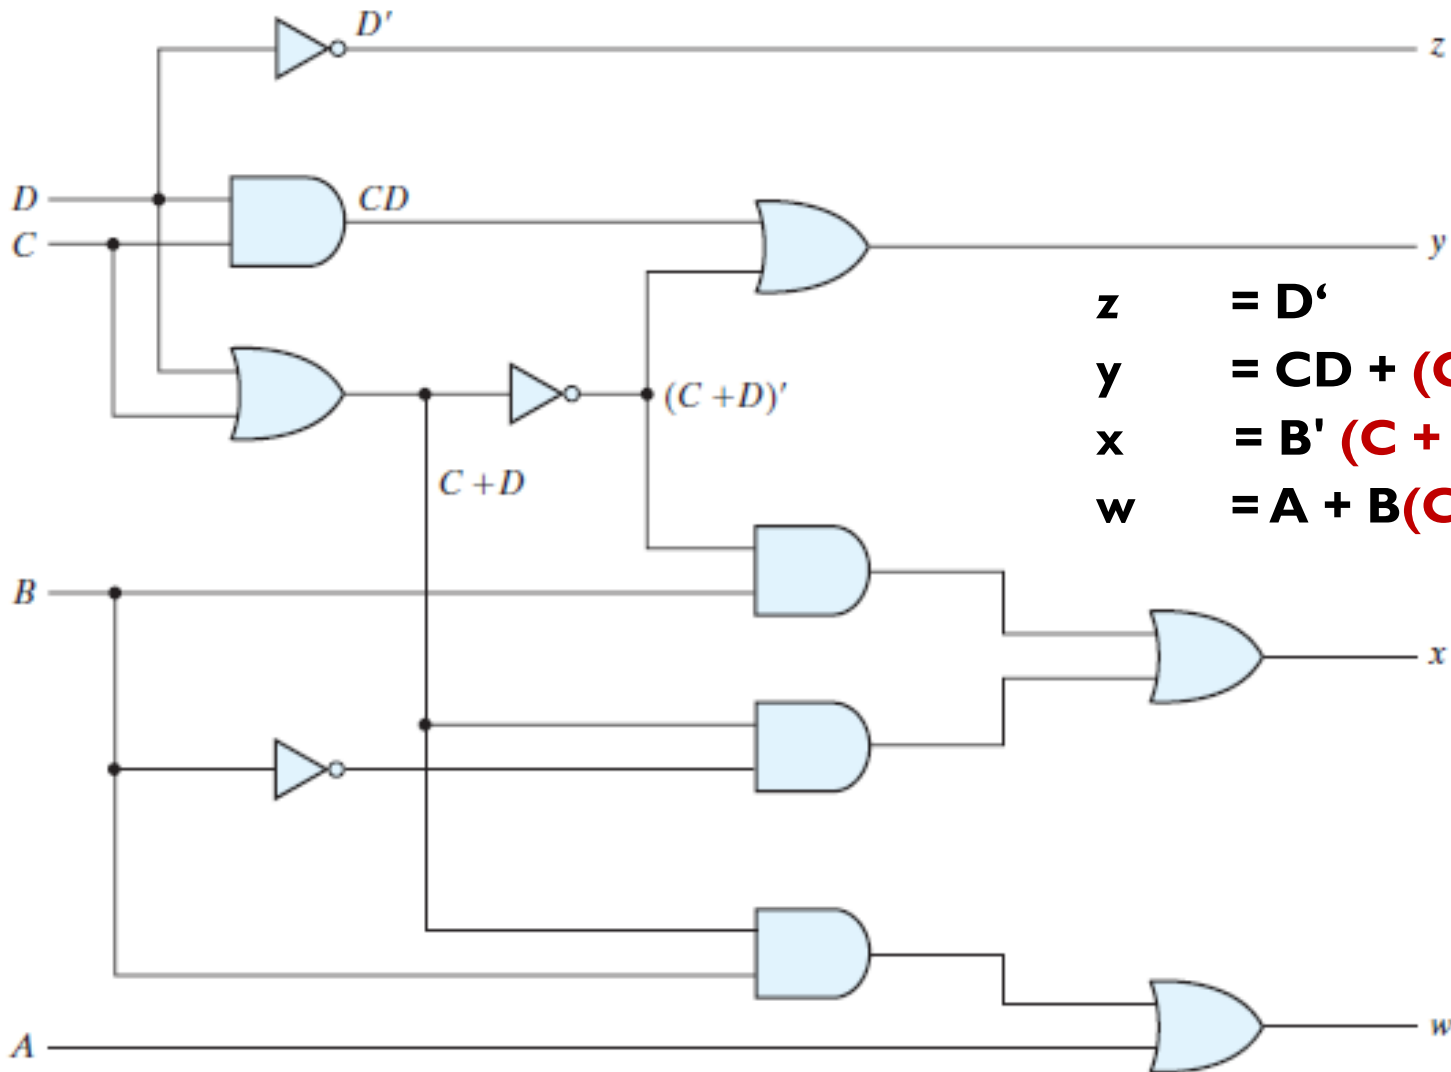 D′
z
D
CD
C
y
z = D‘
y = CD + (C
(C +D)′
x = B' (C +
C +D
w = A + B(C
B
x
w
A